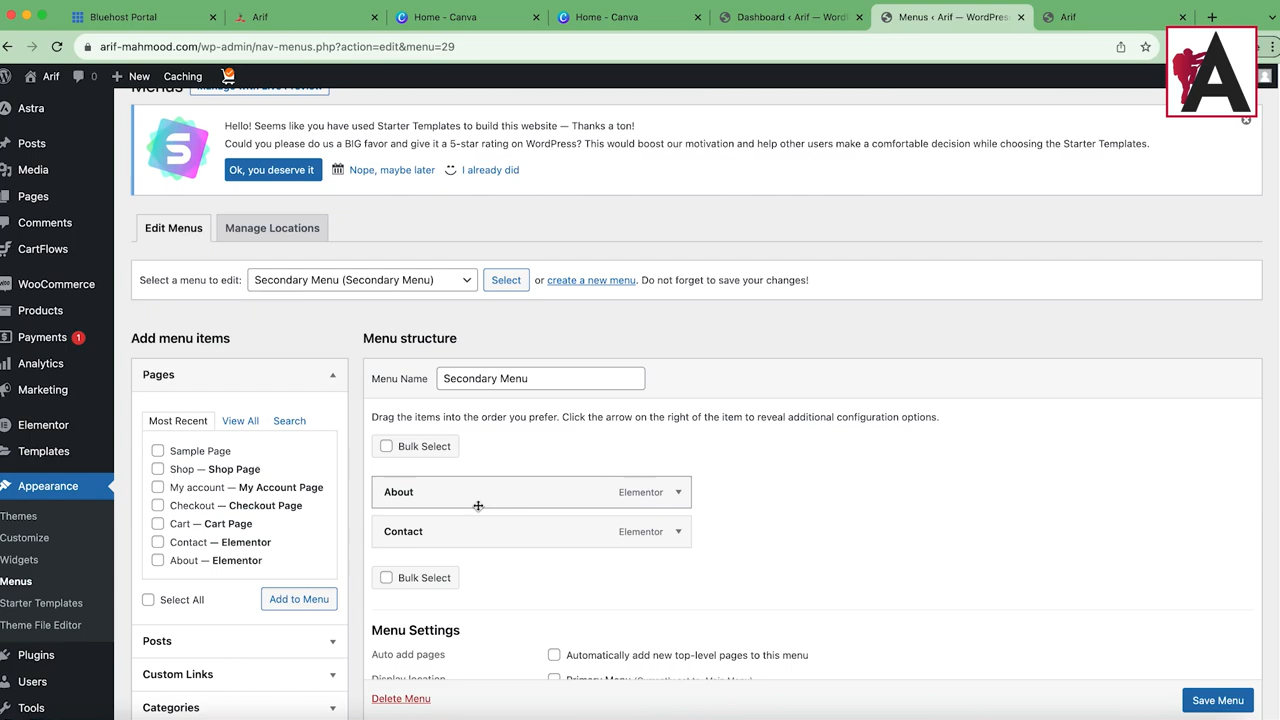 Bluehost Portal
Arif
Home - Canva
Home - Canva
Dashboard ‹ Arif — Word
Menus ‹ Arif — WordPres
Arif
arif-mahmood.com/wp-admin/nav-menus.php?action=edit&menu=29
Arif
0
New
Caching
A
Astra
Posts
Media
Pages
Comments
CartFlows
WooCommerce
Products
Payments 1
Analytics
Marketing
Elementor
Templates
Appearance
Themes
Customize
Widgets
Menus
Starter Templates
Theme File Editor
Plugins
Users
Tools
Menus
Manage with Live Preview
S
Hello! Seems like you have used Starter Templates to build this website — Thanks a ton!
Could you please do us a BIG favor and give it a 5-star rating on WordPress? This would boost our motivation and help other users make a comfortable decision while choosing the Starter Templates.
Ok, you deserve it
Nope, maybe later
I already did
Edit Menus
Manage Locations
Select a menu to edit:
Secondary Menu (Secondary Menu)
Select
or create a new menu. Do not forget to save your changes!
Add menu items
Pages
Most Recent
View All
Search
Sample Page
Shop — Shop Page
My account — My Account Page
Checkout — Checkout Page
Cart — Cart Page
Contact — Elementor
About — Elementor
Select All
Add to Menu
Posts
Custom Links
Categories
Menu structure
Menu Name
Secondary Menu
Drag the items into the order you prefer. Click the arrow on the right of the item to reveal additional configuration options.
Bulk Select
About
Elementor
Contact
Elementor
Bulk Select
Menu Settings
Auto add pages
Automatically add new top-level pages to this menu
Display location
Primary Menu (Currently set to: Main Menu)
Delete Menu
Save Menu